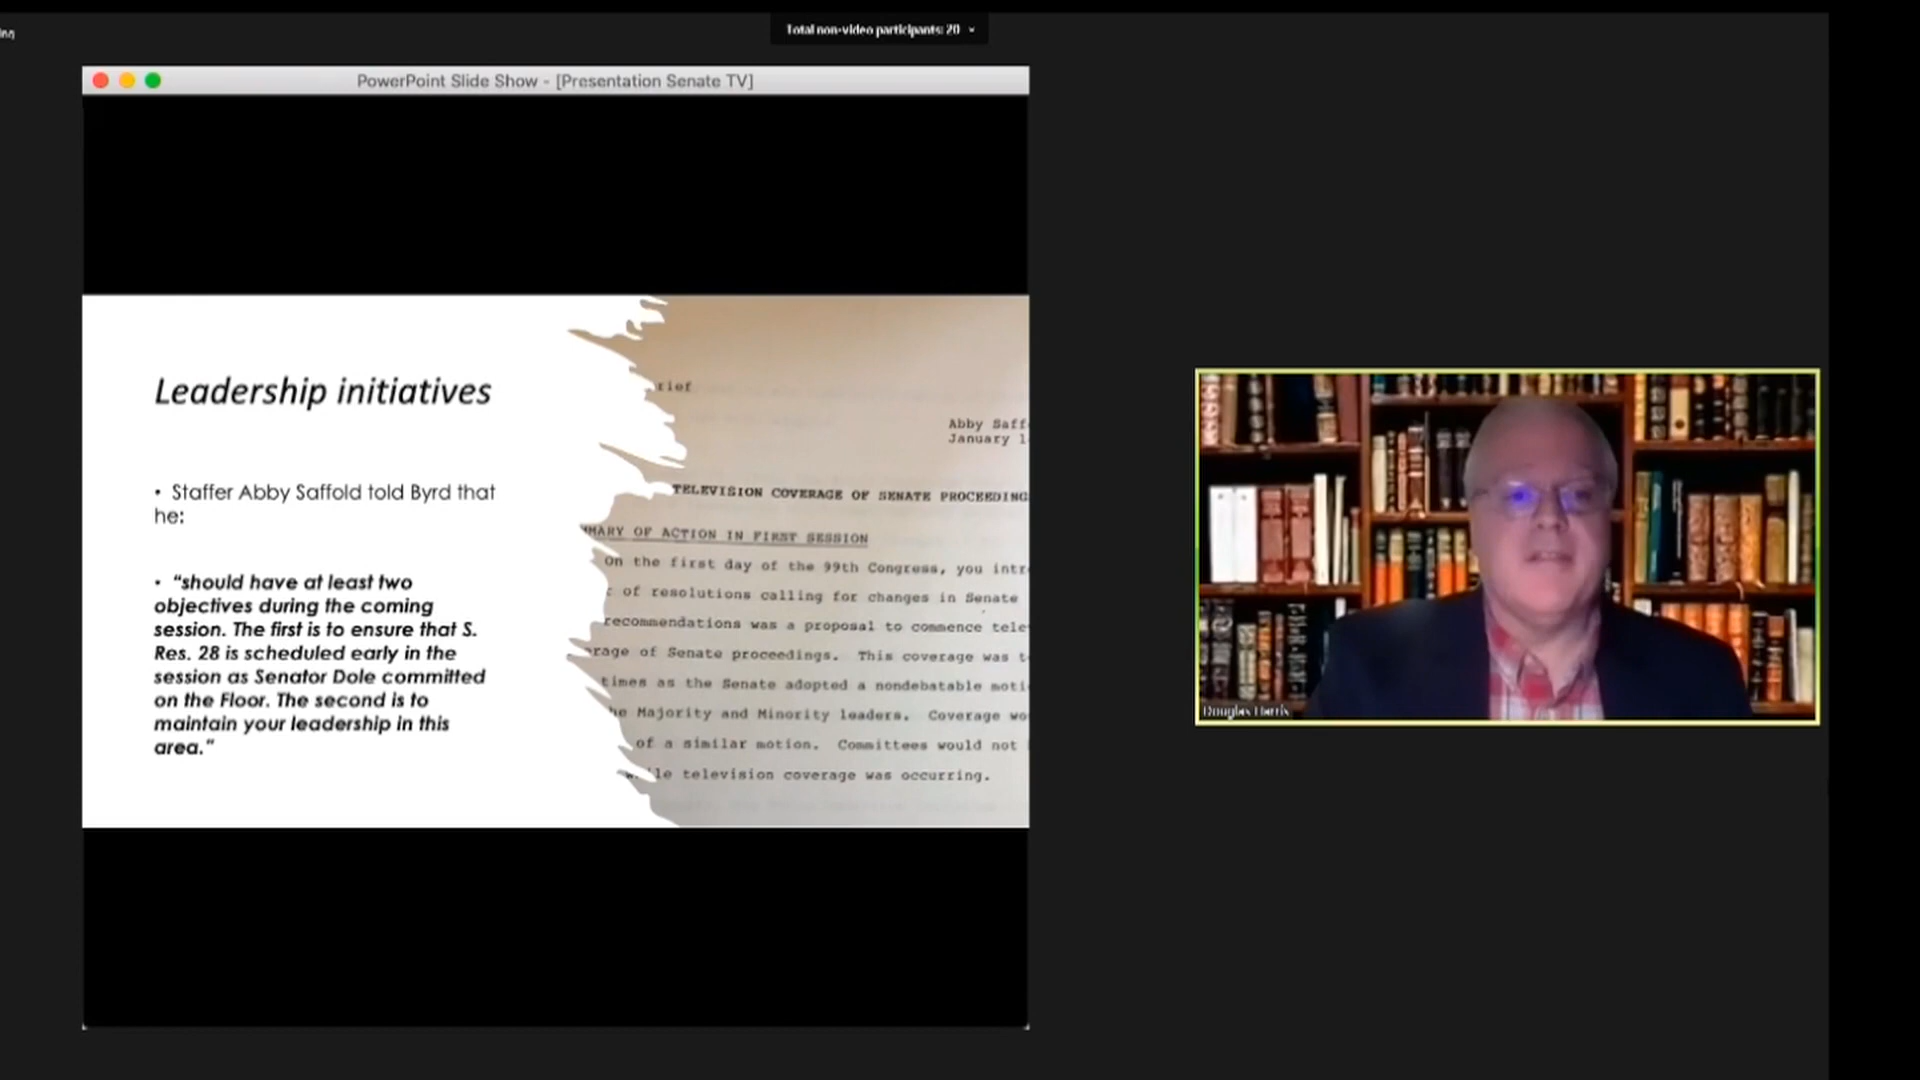 Total non-video participants: 20
PowerPoint Slide Show - [Presentation Senate TV]
Leadership initiatives
• Staffer Abby Saffold told Byrd that
he:
• “should have at least two
objectives during the coming
session. The first is to ensure that S.
Res. 28 is scheduled early in the
session as Senator Dole committed
on the Floor. The second is to
maintain your leadership in this
area.”
rief
Abby Saff
January 1
TELEVISION COVERAGE OF SENATE PROCEEDING
MARY OF ACTION IN FIRST SESSION
On the first day of the 99th Congress, you intr
of resolutions calling for changes in Senate
recommendations was a proposal to commence tele
rage of Senate proceedings. This coverage was t
times as the Senate adopted a nondebatable moti
he Majority and Minority leaders. Coverage wo
of a similar motion. Committees would not
le television coverage was occurring.
Douglas Harris